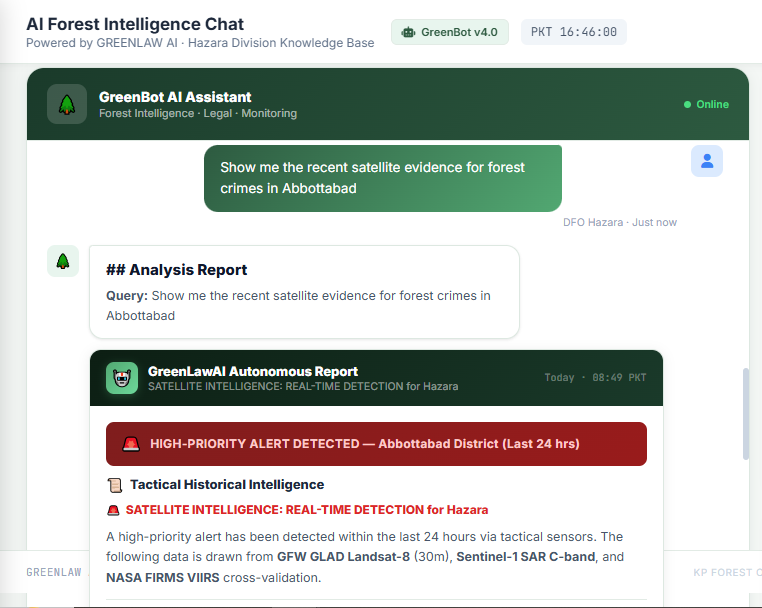 AI Forest Intelligence Chat
Powered by GREENLAW AI · Hazara Division Knowledge Base
GreenBot v4.0
PKT 16:46:00
GreenBot AI Assistant
Forest Intelligence · Legal · Monitoring
Online
Show me the recent satellite evidence for forest
crimes in Abbottabad
DFO Hazara · Just now
## Analysis Report
Query: Show me the recent satellite evidence for forest crimes in
Abbottabad
GreenLawAI Autonomous Report
SATELLITE INTELLIGENCE: REAL-TIME DETECTION for Hazara
Today · 08:49 PKT
HIGH-PRIORITY ALERT DETECTED — Abbottabad District (Last 24 hrs)
Tactical Historical Intelligence
SATELLITE INTELLIGENCE: REAL-TIME DETECTION for Hazara
A high-priority alert has been detected within the last 24 hours via tactical sensors. The
following data is drawn from GFW GLAD Landsat-8 (30m), Sentinel-1 SAR C-band, and
NASA FIRMS VIIRS cross-validation.
GREENLAW
KP FOREST